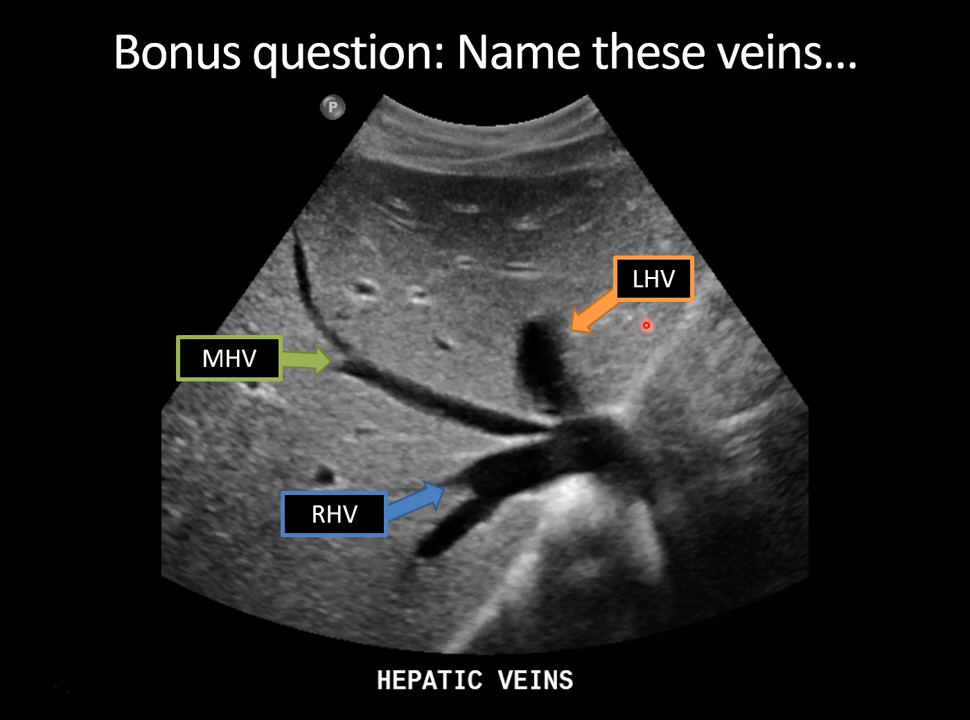 Bonus question: Name these veins...
P
LHV
MHV
RHV
HEPATIC VEINS